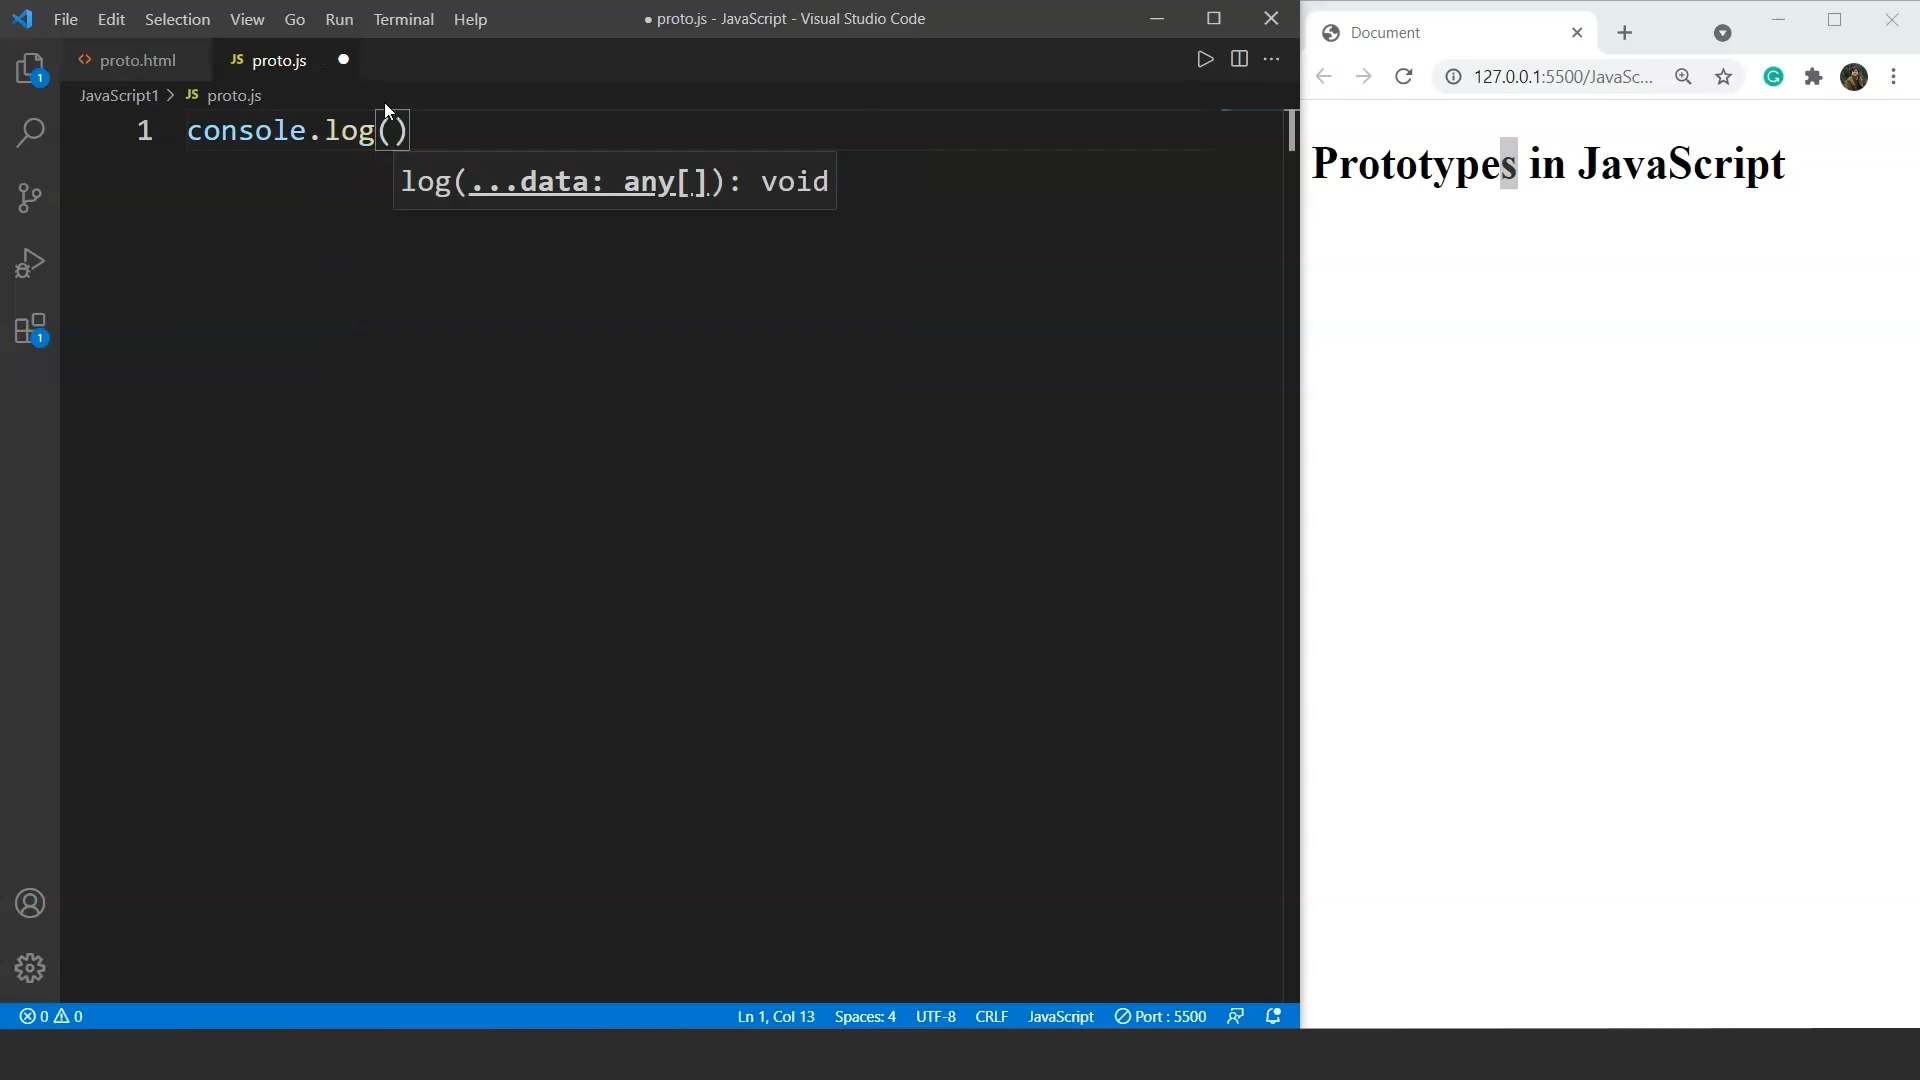 File Edit Selection View Go Run Terminal Help
● proto.js - JavaScript - Visual Studio Code
proto.html
JS proto.js
JavaScript1 > JS proto.js
1 console.log()
log(...data: any[]): void
1
1
0 0
Ln 1, Col 13 Spaces: 4 UTF-8 CRLF JavaScript Port : 5500
Document
127.0.0.1:5500/JavaSc...
Prototypes in JavaScript